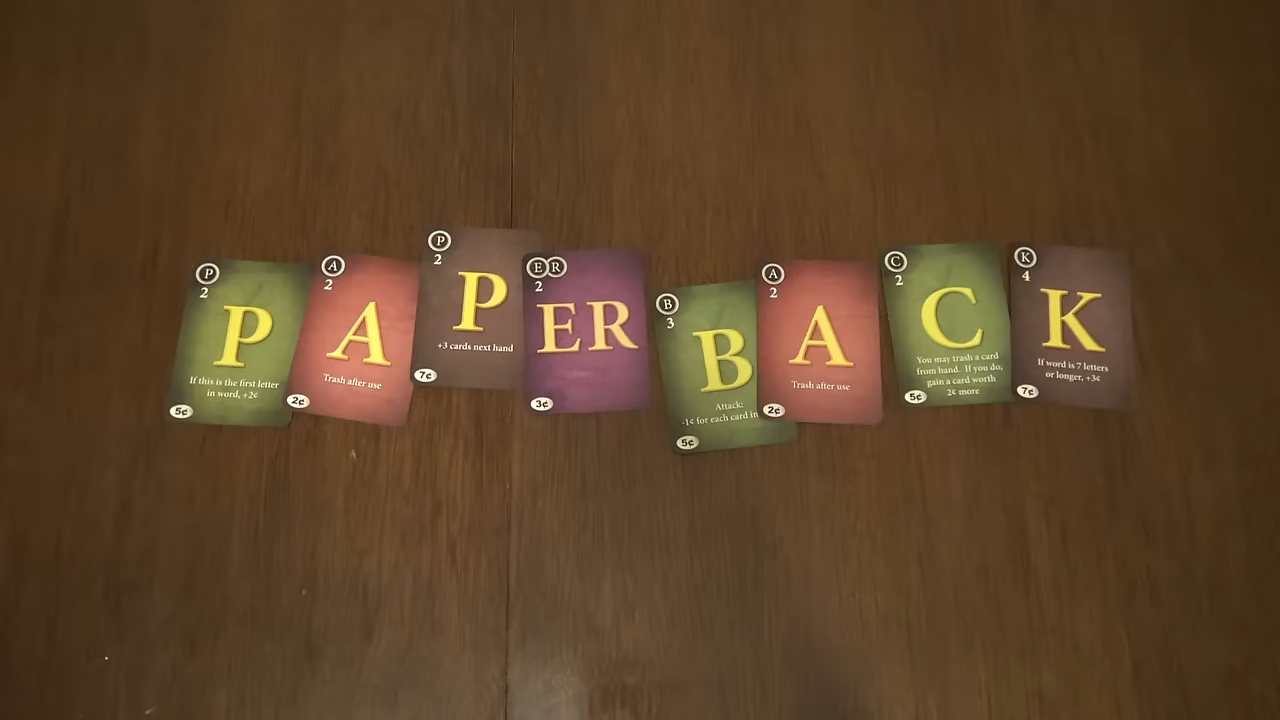 P
2
P
If this is the first letter
in word, +2¢
5¢
A
2
A
Trash after use
2¢
P
2
P
+3 cards next hand
7¢
E R
2
ER
3¢
B
3
B
Attack:
-1¢ for each card in
5¢
A
2
A
Trash after use
2¢
C
2
C
You may trash a card
from hand. If you do,
gain a card worth
2¢ more
5¢
K
4
K
If word is 7 letters
or longer, +3¢
7¢